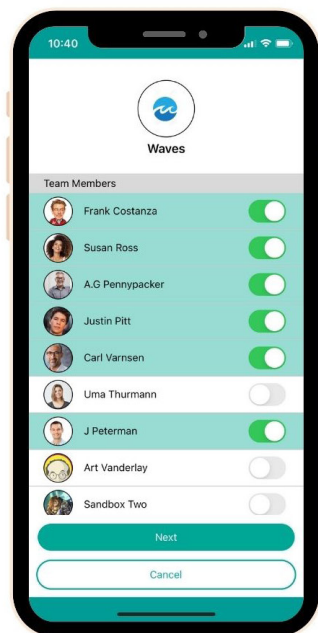 10:40
Waves
Team Members
Frank Costanza
Susan Ross
A.G Pennypacker
Justin Pitt
Carl Varnsen
Uma Thurmann
J Peterman
Art Vanderlay
Sandbox Two
Next
Cancel